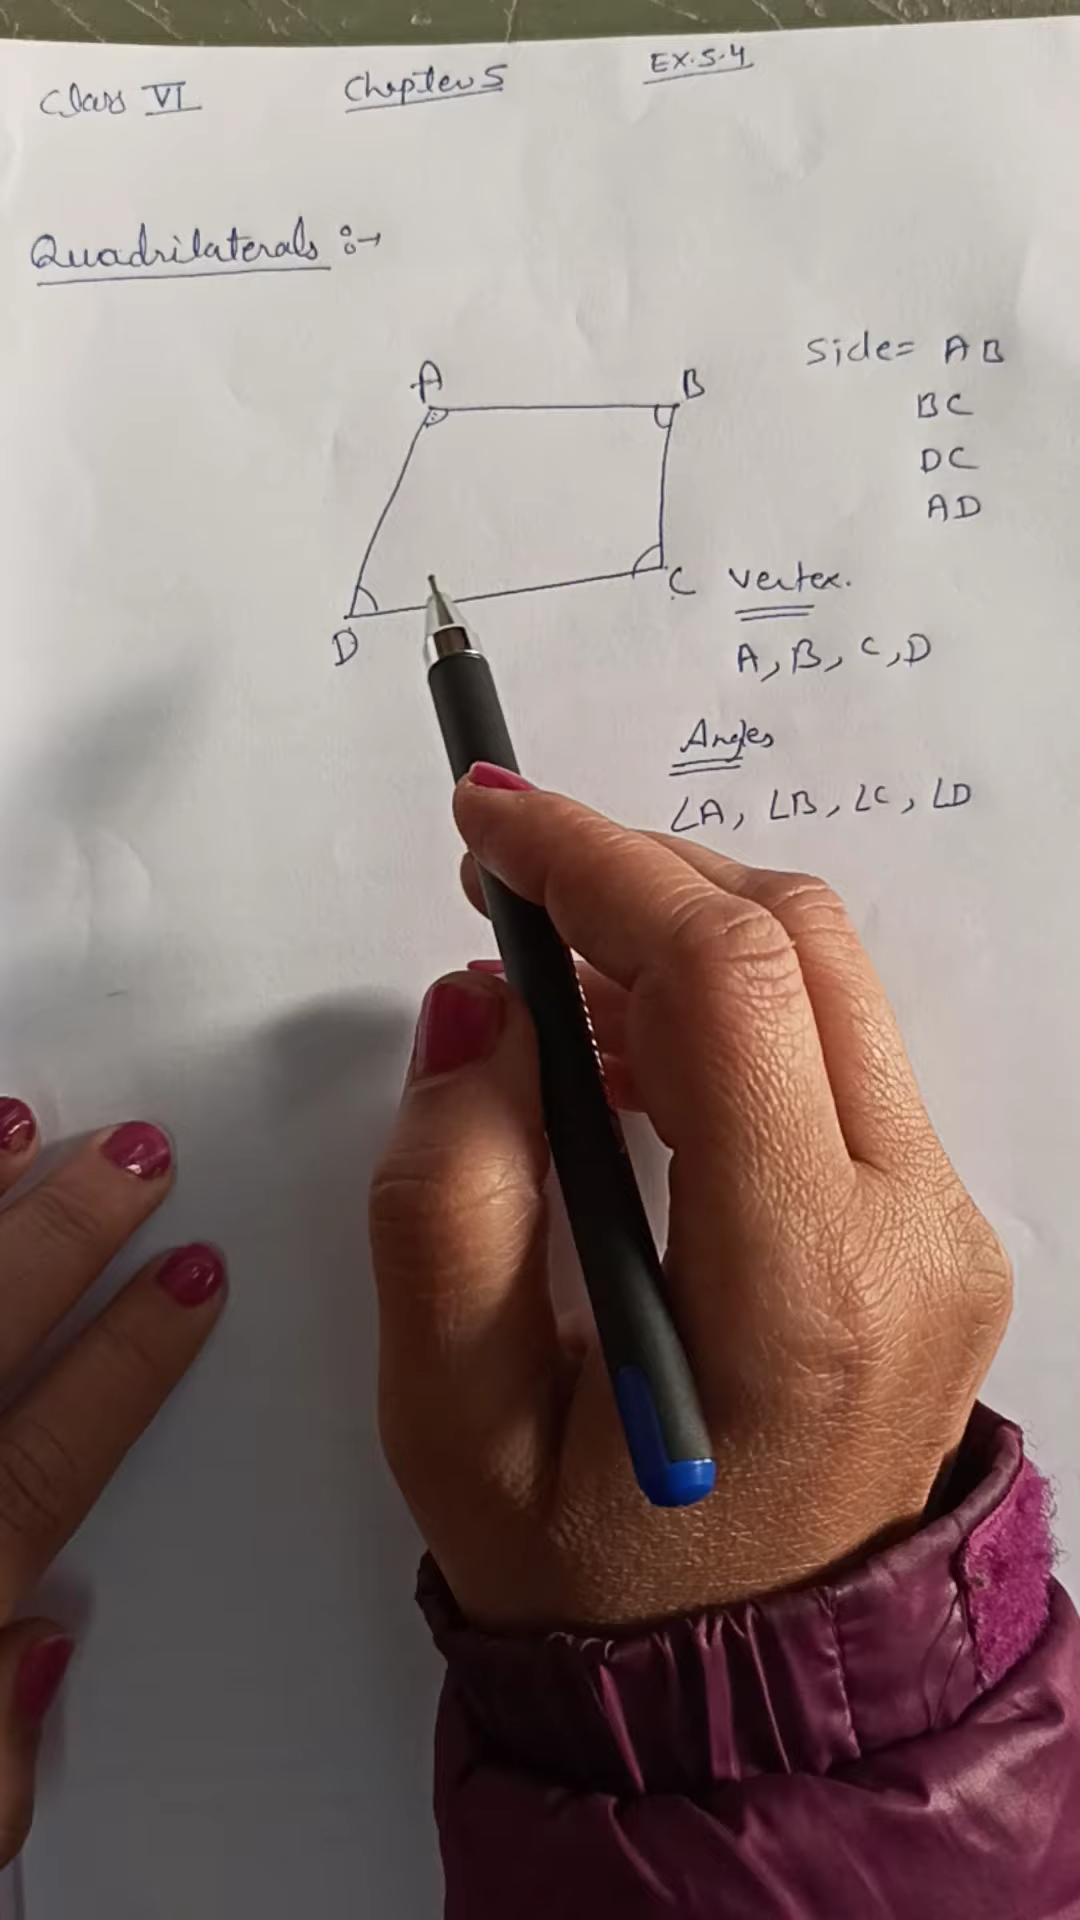 Class VI Chapter 5 EX.5.4
Quadrilaterals :→
A B
D C
Side= AB
BC
DC
AD
Vertex.
A, B, C, D
Angles
∠A, ∠B, ∠C, ∠D